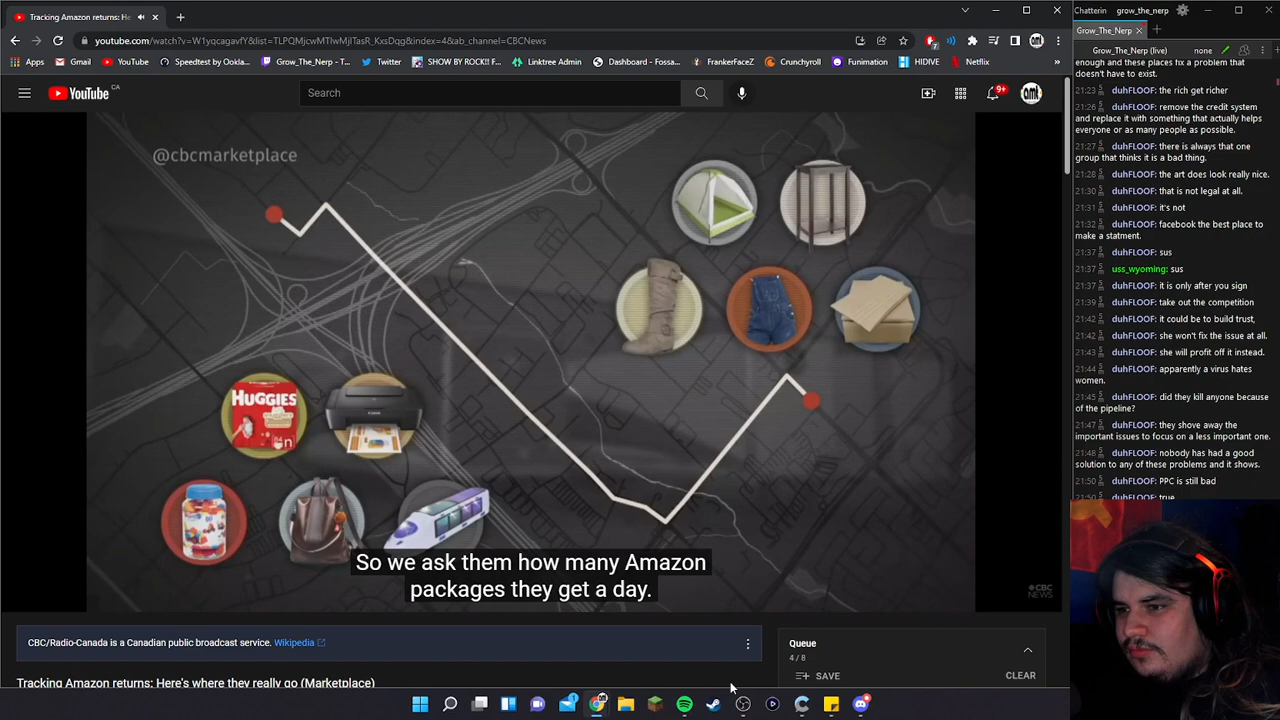 Tracking Amazon returns: He
Chatterin
grow_the_nerp
youtube.com/watch?v=W1yqcagavfY&list=TLPQMjcwMTIwMjlTasR_KxsDqg&index=4&ab_channel=CBCNews
Grow_The_Nerp
Apps
Gmail
YouTube
Speedtest by Ookla...
Grow_The_Nerp - T...
Twitter
SHOW BY ROCK!! F...
Linktree Admin
Dashboard - Fossa...
FrankerFaceZ
Crunchyroll
Funimation
HIDIVE
Netflix
Grow_The_Nerp (live)
none
YouTube CA
Search
9+
@cbcmarketplace
HUGGIES
Canon
So we ask them how many Amazon
packages they get a day.
CBC
NEWS
CBC/Radio-Canada is a Canadian public broadcast service. Wikipedia
Queue
4 / 8
SAVE
CLEAR
Tracking Amazon returns: Here's where they really go (Marketplace)
enough and these places fix a problem that
doesn't have to exist.
21:23 duhFLOOF: the rich get richer
21:26 duhFLOOF: remove the credit system
and replace it with something that actually helps
everyone or as many people as possible.
21:27 duhFLOOF: there is always that one
group that thinks it is a bad thing.
21:28 duhFLOOF: the art does look really nice.
21:30 duhFLOOF: that is not legal at all.
21:31 duhFLOOF: it's not
21:32 duhFLOOF: facebook the best place to
make a statment.
21:37 duhFLOOF: sus
21:37 uss_wyoming: sus
21:37 duhFLOOF: it is only after you sign
21:39 duhFLOOF: take out the competition
21:42 duhFLOOF: it could be to build trust,
21:42 duhFLOOF: she won't fix the issue at all.
21:43 duhFLOOF: she will profit off it instead.
21:44 duhFLOOF: apparently a virus hates
women.
21:45 duhFLOOF: did they kill anyone because
of the pipeline?
21:47 duhFLOOF: they shove away the
important issues to focus on a less important one.
21:48 duhFLOOF: nobody has had a good
solution to any of these problems and it shows.
21:50 duhFLOOF: PPC is still bad
21:50 duhFLOOF: true